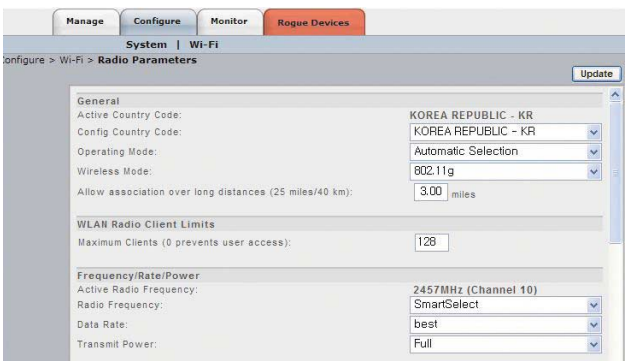 Manage Configure Monitor Rogue Devices
System | Wi-Fi
Configure > Wi-Fi > Radio Parameters
Update
General
Active Country Code: KOREA REPUBLIC - KR
Config Country Code: KOREA REPUBLIC - KR
Operating Mode: Automatic Selection
Wireless Mode: 802.11g
Allow association over long distances (25 miles/40 km): 3.00 miles
WLAN Radio Client Limits
Maximum Clients (0 prevents user access): 128
Frequency/Rate/Power
Active Radio Frequency: 2457MHz (Channel 10)
Radio Frequency: SmartSelect
Data Rate: best
Transmit Power: Full